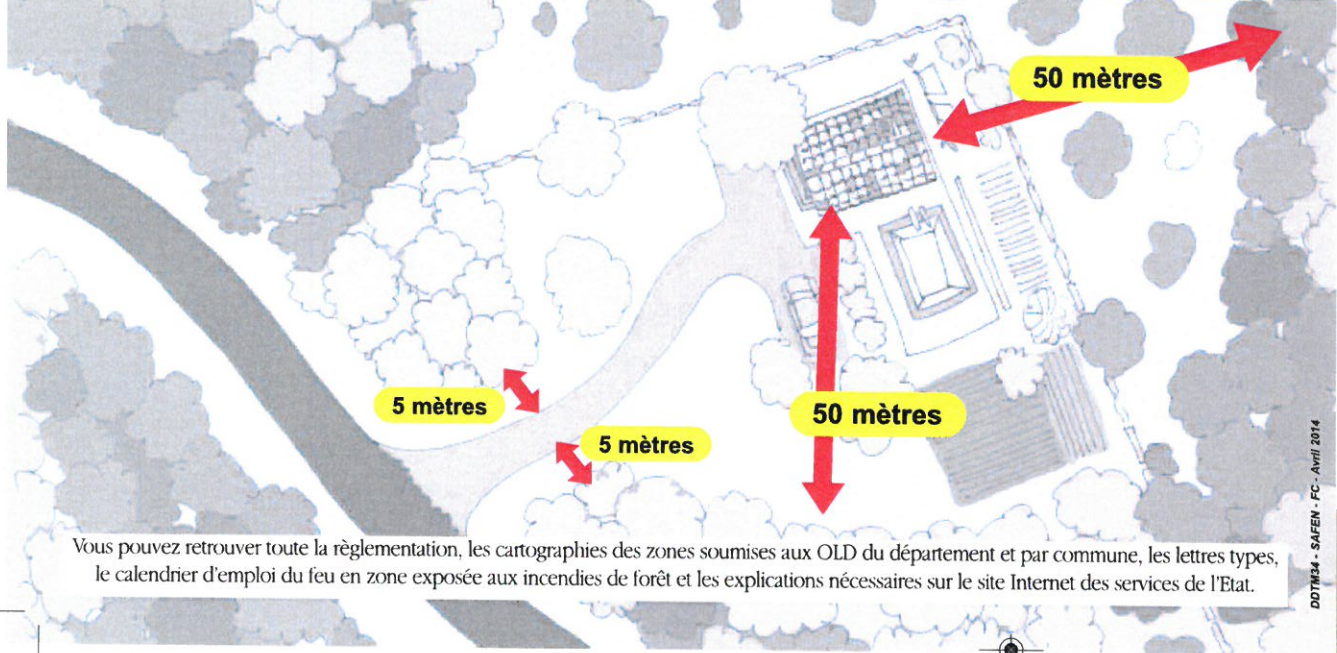 50 mètres
5 mètres
50 mètres
5 mètres
Vous pouvez retrouver toute la règlementation, les cartographies des zones soumises aux OLD du département et par commune, les lettres types,
le calendrier d'emploi du feu en zone exposée aux incendies de forêt et les explications nécessaires sur le site Internet des services de l'Etat.
DDTM34 - SAFEN - FC - Avril 2014